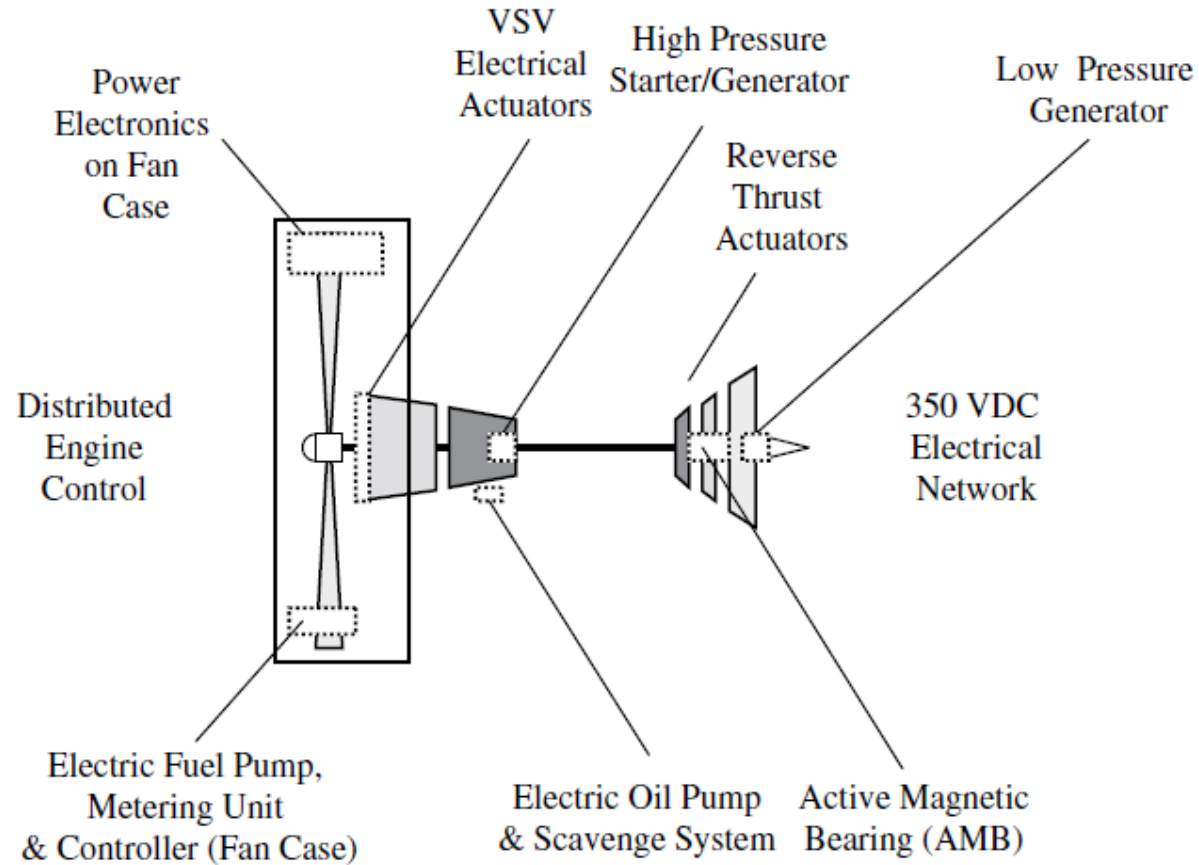 VSV
Electrical
Actuators
High Pressure
Starter/Generator
Low Pressure
Generator
Power
Electronics
on Fan
Case
Reverse
Thrust
Actuators
Distributed
Engine
Control
350 VDC
Electrical
Network
Electric Fuel Pump,
Metering Unit
& Controller (Fan Case)
Electric Oil Pump
& Scavenge System
Active Magnetic
Bearing (AMB)